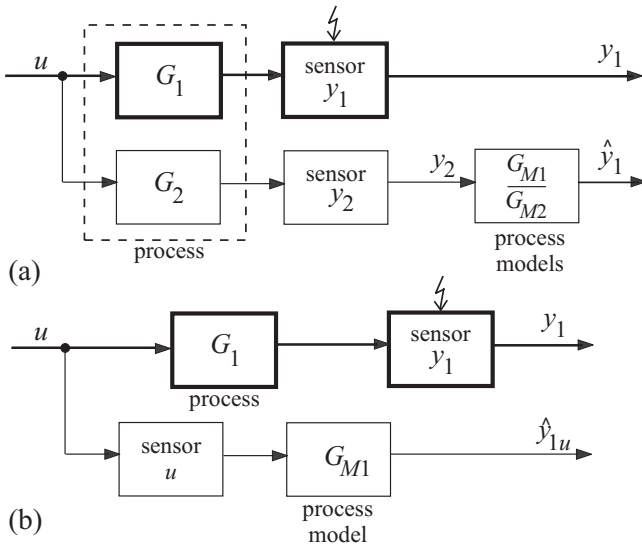 u
G1
sensor
y1
y1
G2
sensor
y2
y2
GM1
GM2
ŷ1
process
process
models
(a)
u
G1
sensor
y1
y1
process
sensor
u
GM1
ŷ1u
process
model
(b)